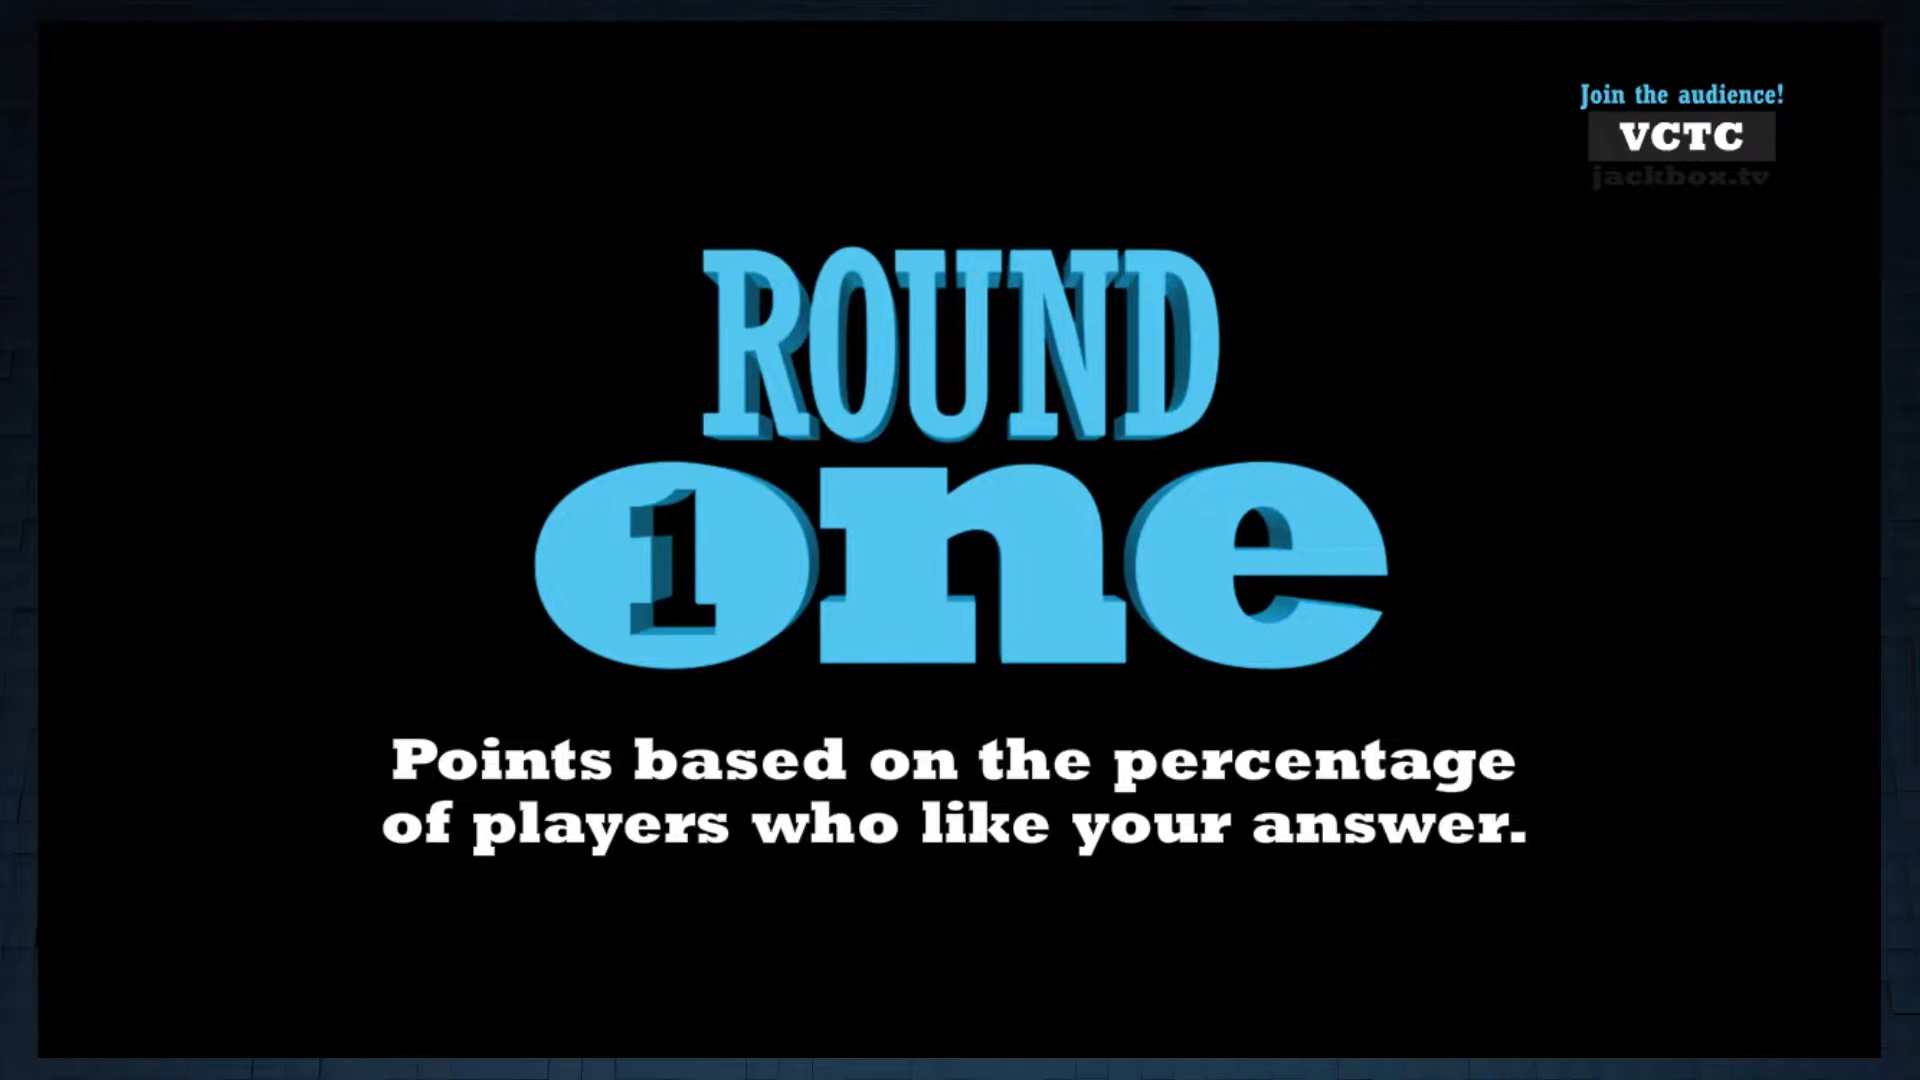 Join the audience!
VCTC
jackbox.tv
ROUND
one
1
Points based on the percentage
of players who like your answer.